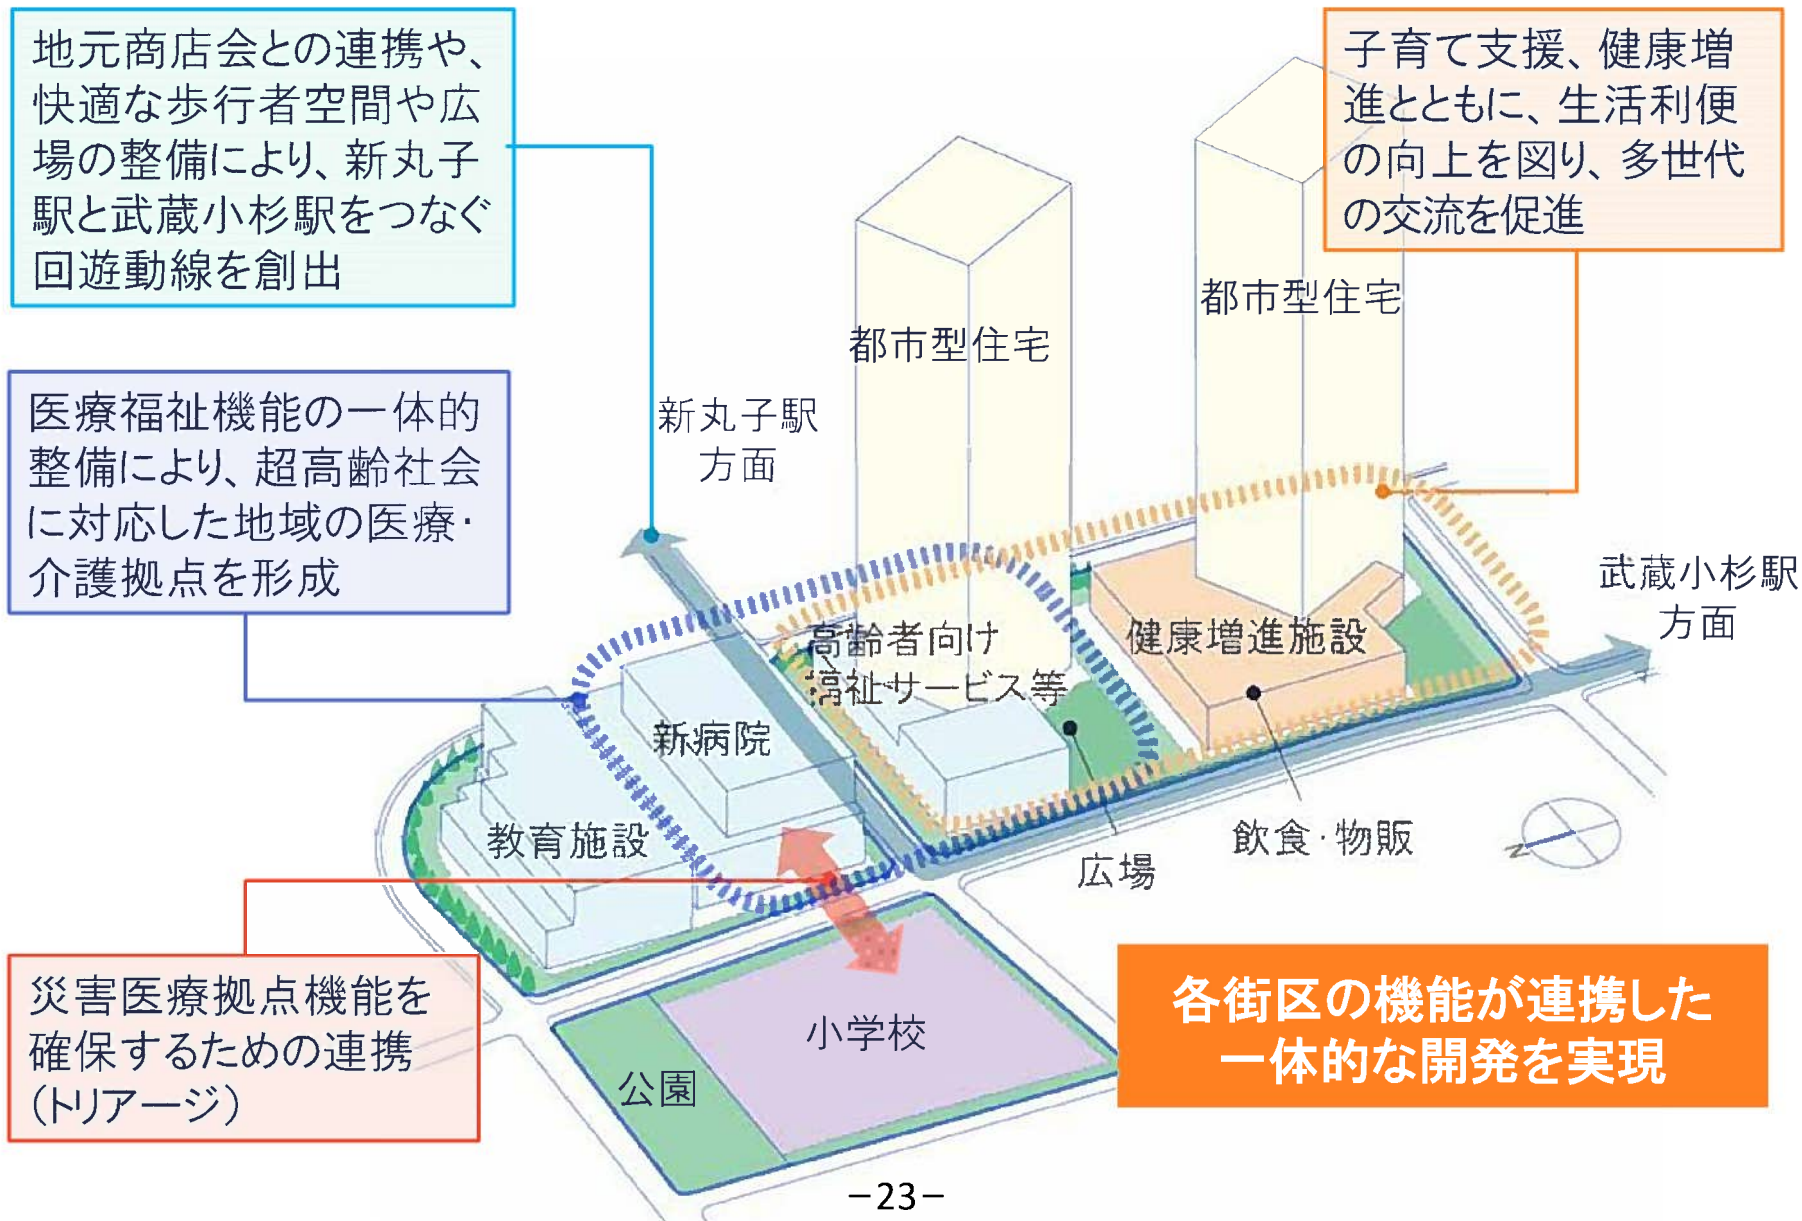 地元商店会との連携や、
快適な歩行者空間や広
場の整備により、新丸子
駅と武蔵小杉駅をつなぐ
回遊動線を創出
子育て支援、健康増
進とともに、生活利便
の向上を図り、多世代
の交流を促進
都市型住宅
都市型住宅
医療福祉機能の一体的
整備により、超高齢社会
に対応した地域の医療・
介護拠点を形成
新丸子駅
方面
武蔵小杉駅
方面
高齢者向け
福祉サービス等
健康増進施設
新病院
教育施設
飲食・物販
広場
N
災害医療拠点機能を
確保するための連携
（トリアージ）
小学校
公園
各街区の機能が連携した
一体的な開発を実現
－23－